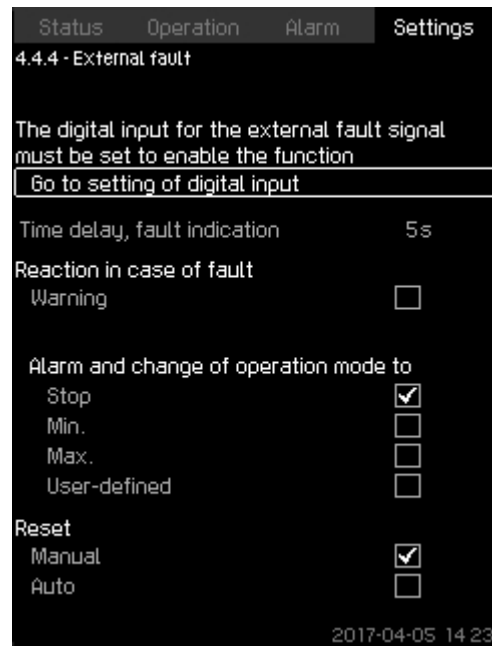 Status Operation Alarm Settings
4.4.4 - External fault
The digital input for the external fault signal
must be set to enable the function
Go to setting of digital input
Time delay, fault indication 5s
Reaction in case of fault
Warning
Alarm and change of operation mode to
Stop
Min.
Max.
User-defined
Reset
Manual
Auto
2017-04-05 14 23